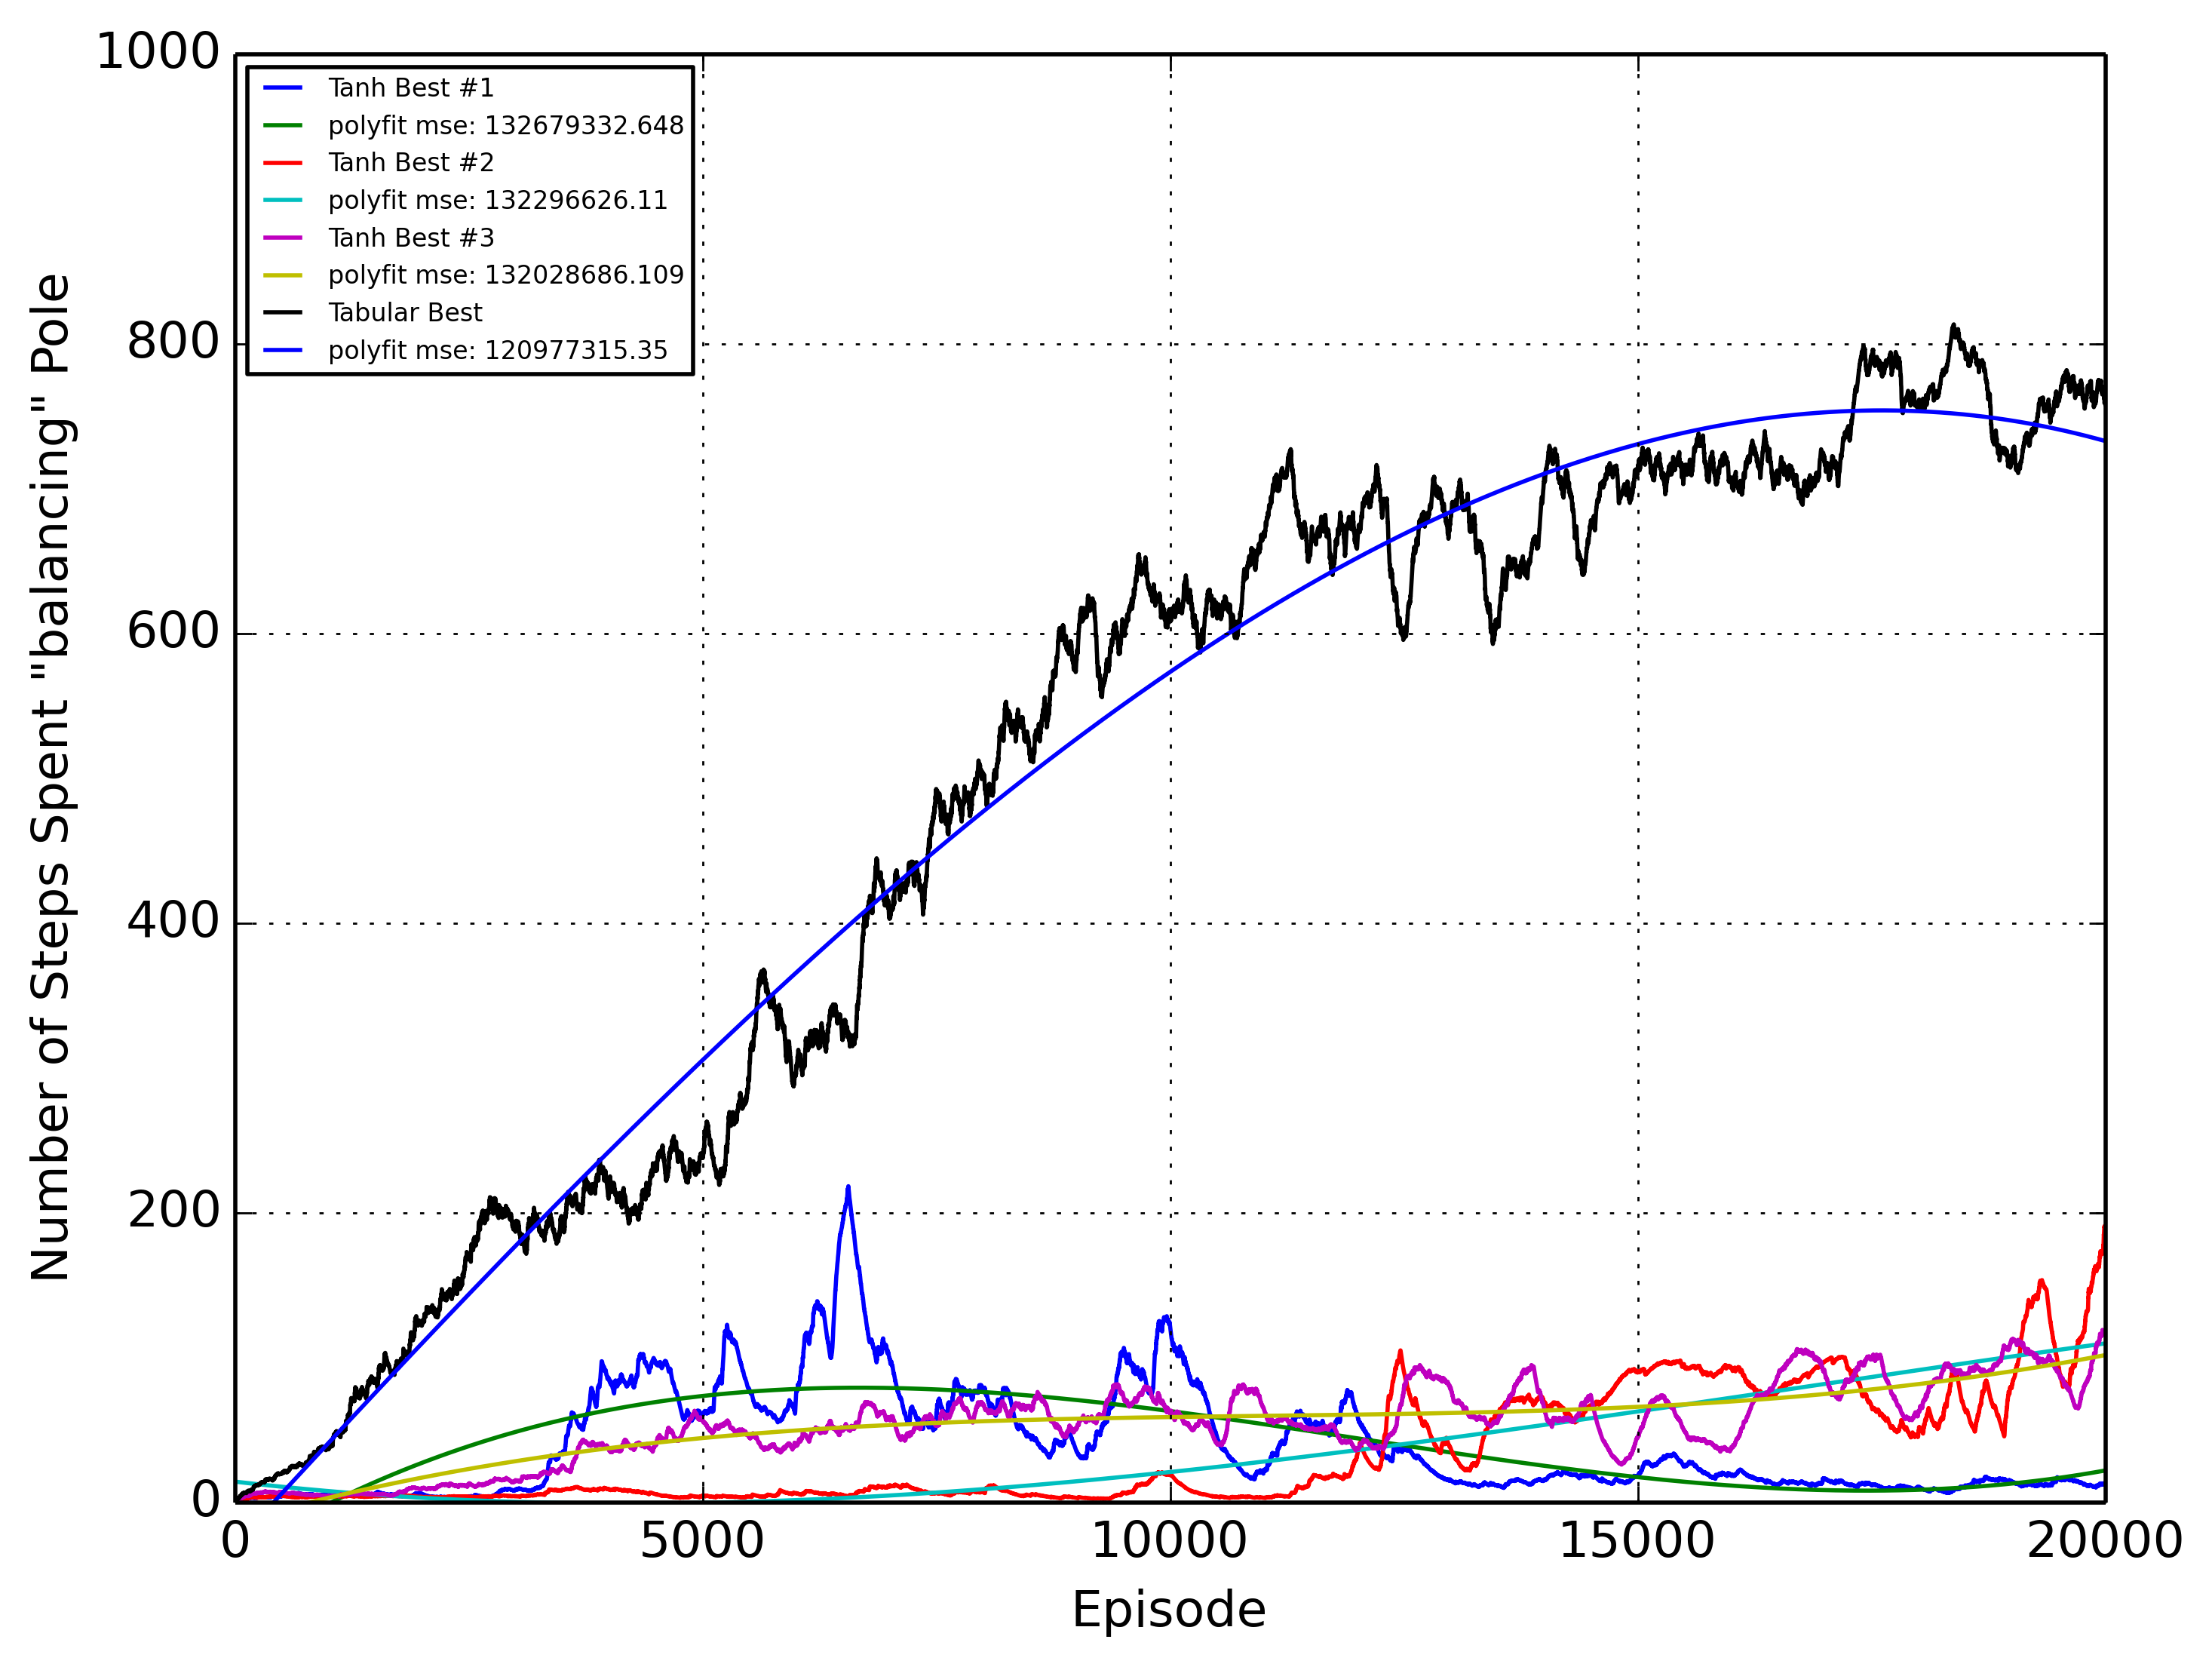 Number of Steps Spent "balancing" Pole
1000
800
600
400
200
0
Tanh Best #1
polyfit mse: 132679332.648
Tanh Best #2
polyfit mse: 132296626.11
Tanh Best #3
polyfit mse: 132028686.109
Tabular Best
polyfit mse: 120977315.35
0 5000 10000 15000 20000
Episode